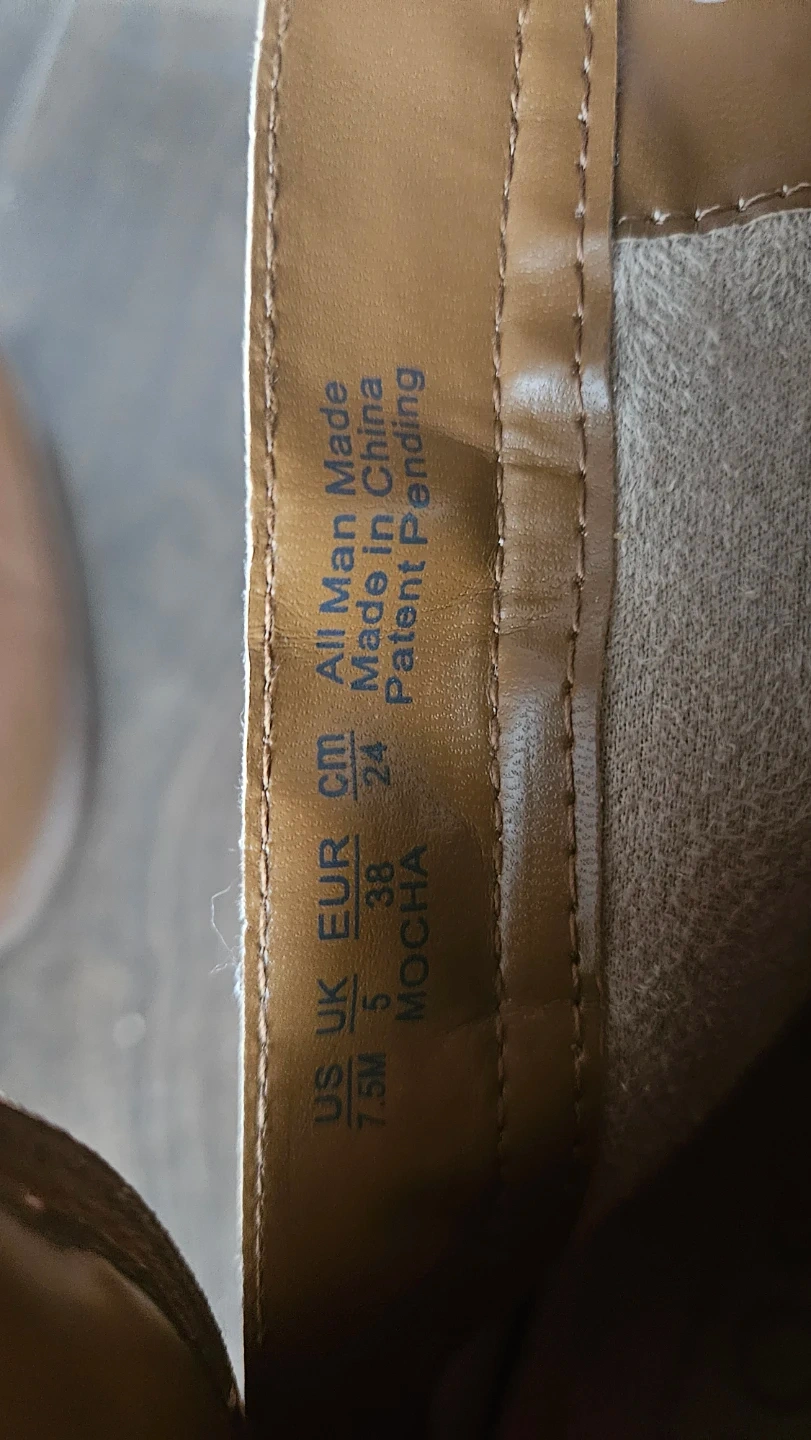 US UK EUR cm All Man Made
7.5M 5 38 24 Made in China
MOCHA Patent Pending